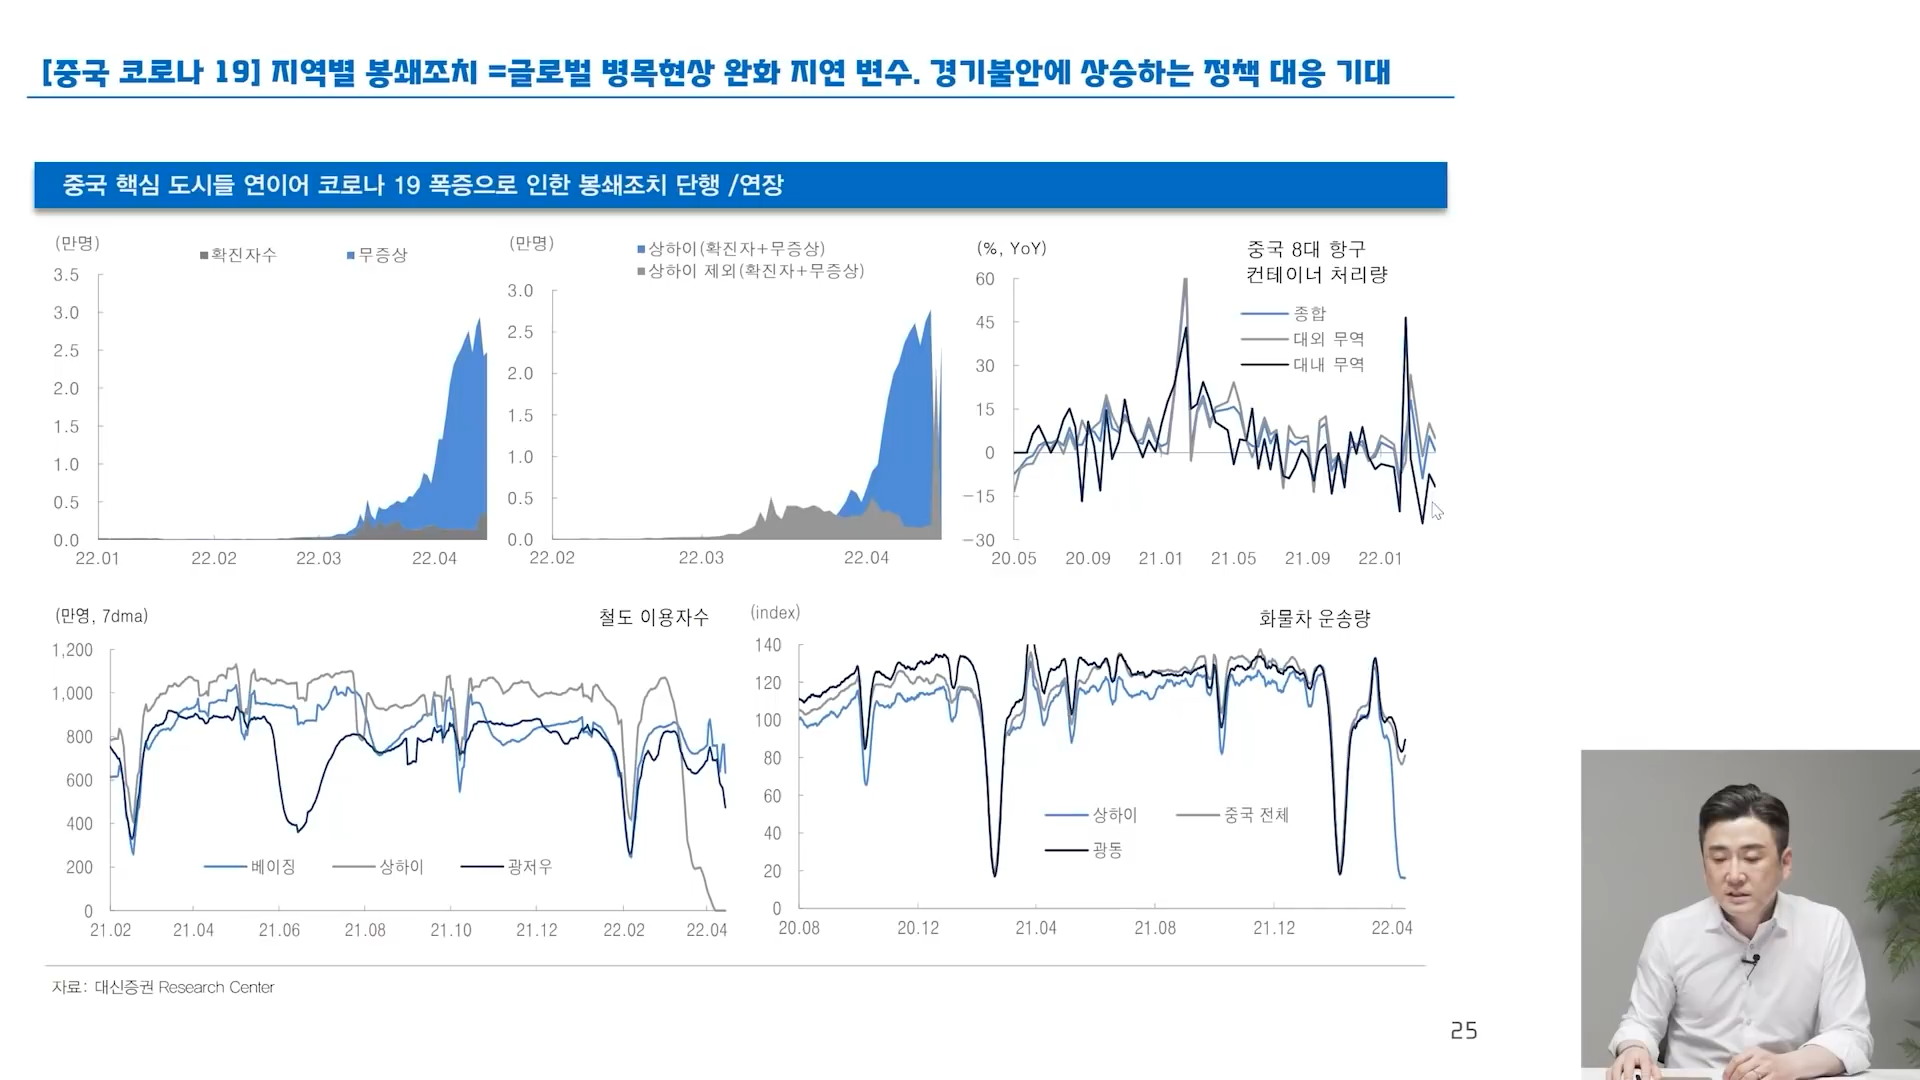 [중국 코로나 19] 지역별 봉쇄조치 =글로벌 병목현상 완화 지연 변수. 경기불안에 상승하는 정책 대응 기대
중국 핵심 도시들 연이어 코로나 19 폭증으로 인한 봉쇄조치 단행 /연장
(만명)
■확진자수 ■무증상
3.5
3.0
2.5
2.0
1.5
1.0
0.5
0.0
22.01 22.02 22.03 22.04
(만명)
■상하이(확진자+무증상)
■상하이 제외(확진자+무증상)
3.0
2.5
2.0
1.5
1.0
0.5
0.0
22.02 22.03 22.04
(%, YoY)
중국 8대 항구
컨테이너 처리량
종합
대외 무역
대내 무역
60
45
30
15
0
−15
−30
20.05 20.09 21.01 21.05 21.09 22.01
(만영, 7dma)
철도 이용자수
1,200
1,000
800
600
400
200
0
베이징 상하이 광저우
21.02 21.04 21.06 21.08 21.10 21.12 22.02 22.04
(index)
화물차 운송량
140
120
100
80
60
40
20
0
상하이 중국 전체
광동
20.08 20.12 21.04 21.08 21.12 22.04
자료: 대신증권 Research Center
25